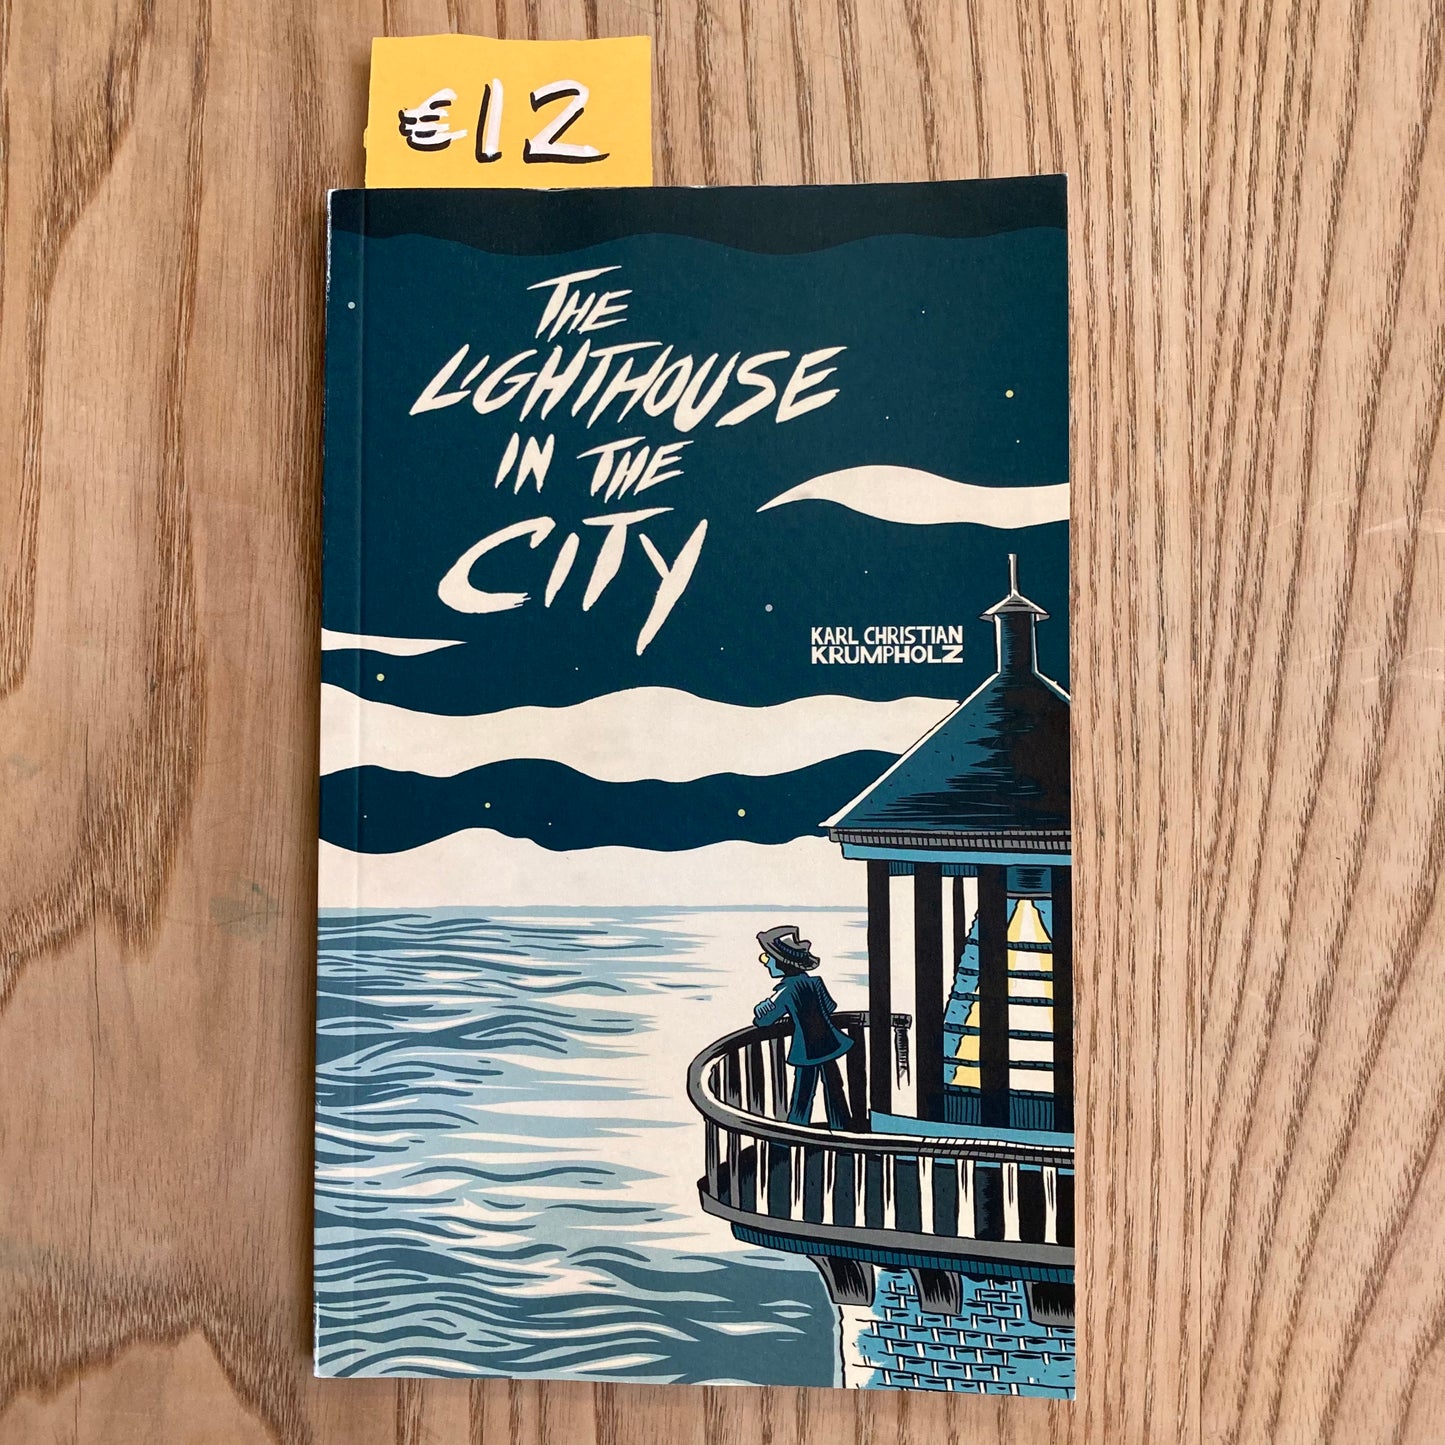 €12
THE
LIGHTHOUSE
IN THE
CITY
KARL CHRISTIAN
KRUMPHOLZ